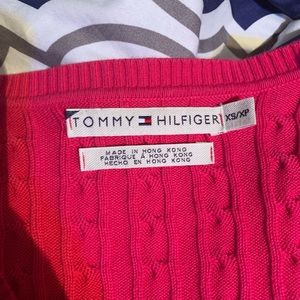 TOMMY HILFIGER
XS/XP
MADE IN HONG KONG
FABRIQUÉ À HONG KONG
HECHO EN HONG KONG